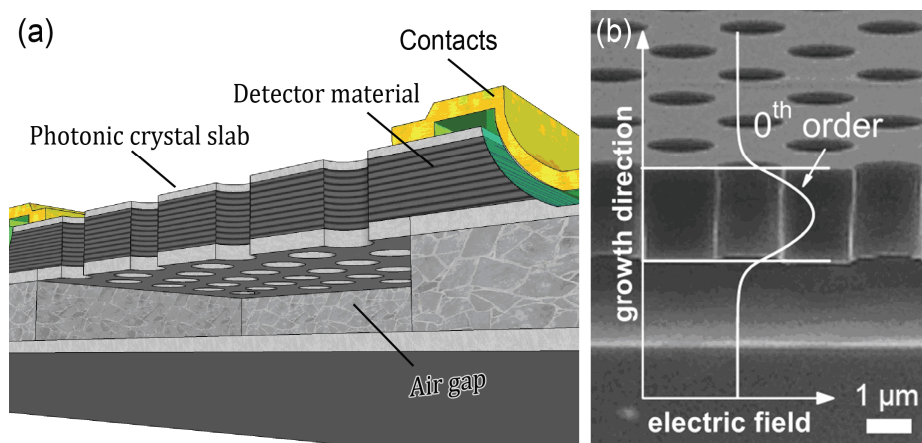 (a)
Contacts
Detector material
Photonic crystal slab
Air gap
(b)
growth direction
0th order
electric field
1 µm